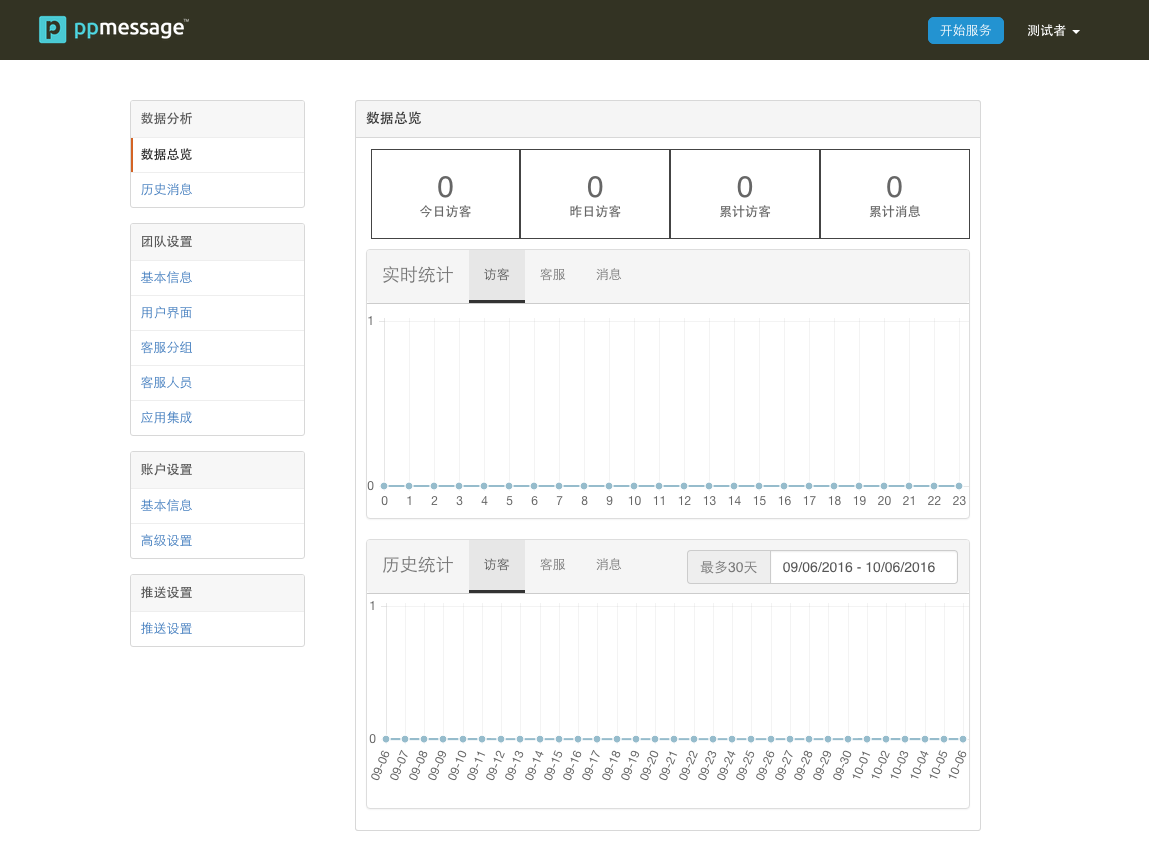 ppmessage™
开始服务 测试者
数据分析
数据总览
历史消息
团队设置
基本信息
用户界面
客服分组
客服人员
应用集成
账户设置
基本信息
高级设置
推送设置
推送设置
数据总览
0 0 0 0
今日访客 昨日访客 累计访客 累计消息
实时统计 访客 客服 消息
1
0
0 1 2 3 4 5 6 7 8 9 10 11 12 13 14 15 16 17 18 19 20 21 22 23
历史统计 访客 客服 消息 最多30天 09/06/2016 - 10/06/2016
1
0
09-06 09-07 09-08 09-09 09-10 09-11 09-12 09-13 09-14 09-15 09-16 09-17 09-18 09-19 09-20 09-21 09-22 09-23 09-24 09-25 09-26 09-27 09-28 09-29 09-30 10-01 10-02 10-03 10-04 10-05 10-06